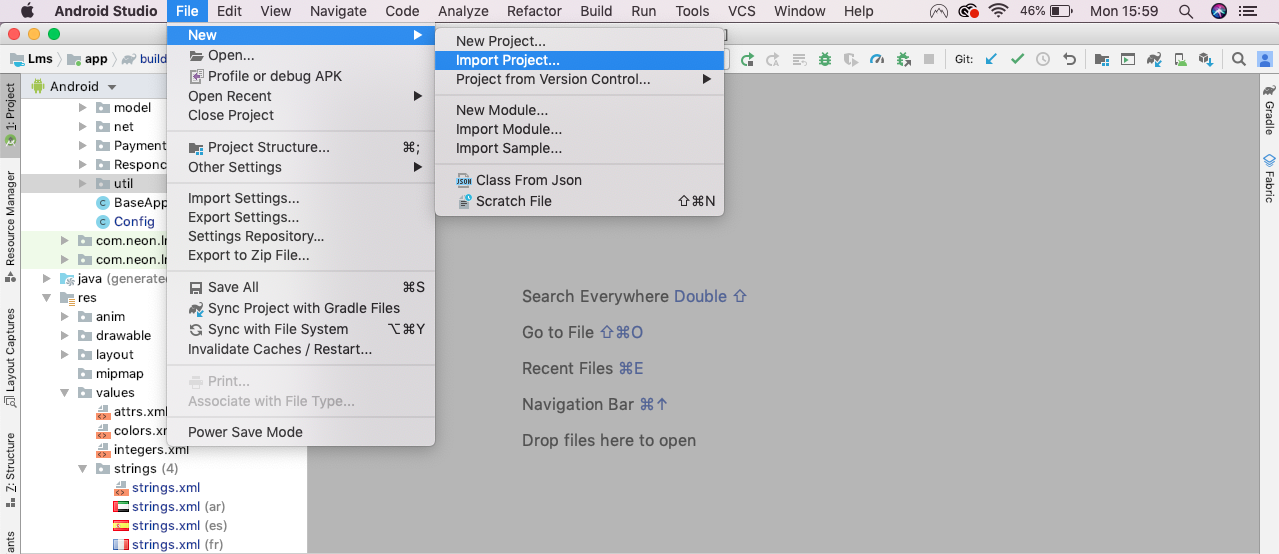 Android Studio File Edit View Navigate Code Analyze Refactor Build Run Tools VCS Window Help 46% Mon 15:59
Lms app build
Git:
1: Project
Resource Manager
Layout Captures
Z: Structure
Android
model
net
Payment
Responc
util
BaseApp
Config
com.neon.lm
com.neon.lm
java (generated
res
anim
drawable
layout
mipmap
values
attrs.xml
colors.xm
integers.xml
strings (4)
strings.xml
strings.xml (ar)
strings.xml (es)
strings.xml (fr)
New
Open...
Profile or debug APK
Open Recent
Close Project
Project Structure... ⌘;
Other Settings
Import Settings...
Export Settings...
Settings Repository...
Export to Zip File...
Save All ⌘S
Sync Project with Gradle Files
Sync with File System ⌥⌘Y
Invalidate Caches / Restart...
Print...
Associate with File Type...
Power Save Mode
New Project...
Import Project...
Project from Version Control...
New Module...
Import Module...
Import Sample...
JSON Class From Json
Scratch File ⇧⌘N
Search Everywhere Double ⇧
Go to File ⇧⌘O
Recent Files ⌘E
Navigation Bar ⌘↑
Drop files here to open
Gradle
Fabric